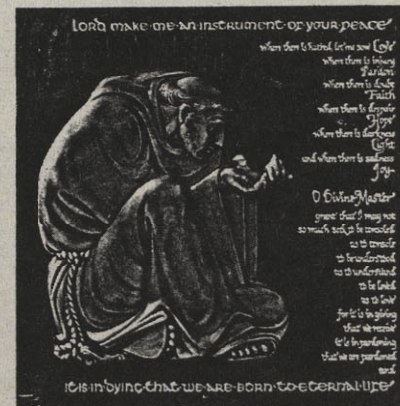 LORD MAKE·ME·AN·INSTRUMENT·OF·YOUR·PEACE
where there is hatred, let me sow Love
where there is injury
Pardon
where there is doubt
Faith
where there is despair
Hope
where there is darkness
Light
and where there is sadness
Joy
O Divine Master
grant that I may not
so much seek to be consoled
as to console
to be understood
as to understand
to be loved
as to love
for it is in giving
that we receive
it is in pardoning
that we are pardoned
and
IT·IS·IN·DYING·THAT·WE·ARE·BORN·TO·ETERNAL·LIFE